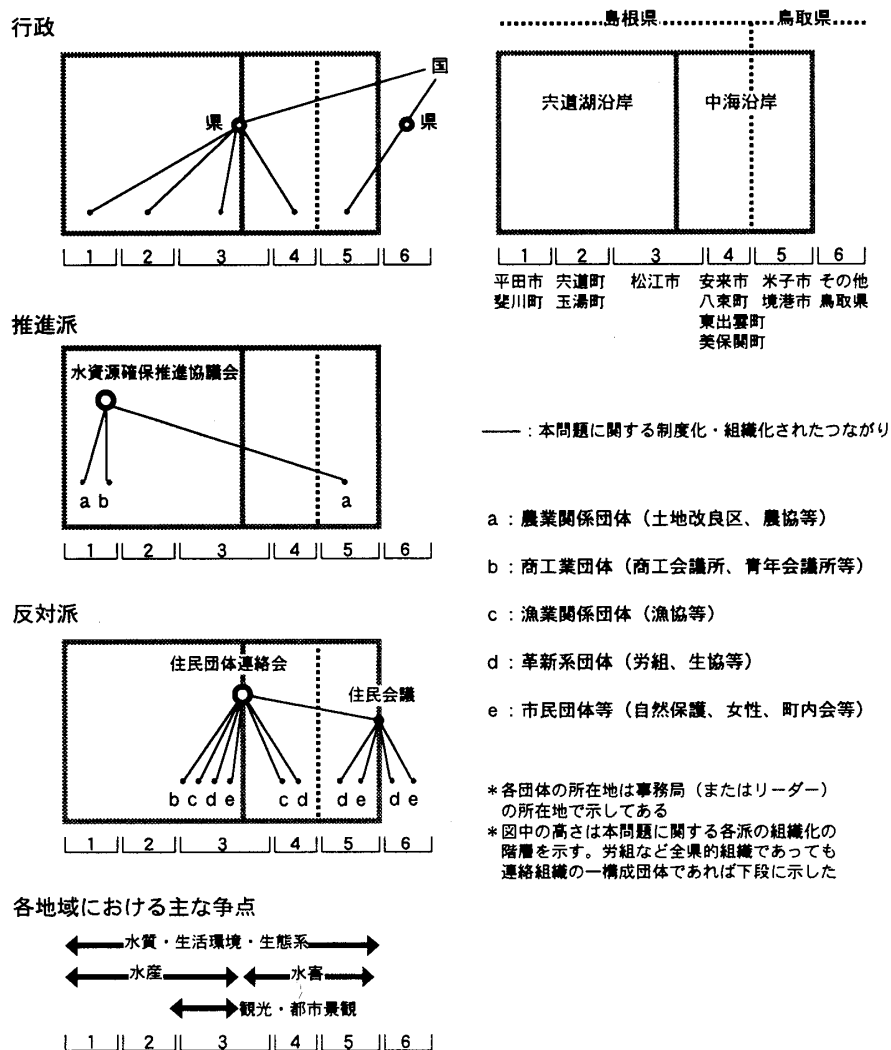 行政
国
県
県
1 2 3 4 5 6
島根県 鳥取県
宍道湖沿岸 中海沿岸
1 2 3 4 5 6
平田市 宍道町 松江市 安来市 米子市 その他
斐川町 玉湯町 八束町 境港市 鳥取県
東出雲町
美保関町
推進派
水資源確保推進協議会
a b a
1 2 3 4 5 6
反対派
住民団体連絡会
住民会議
b c d e c d d e d e
1 2 3 4 5 6
各地域における主な争点
水質・生活環境・生態系
水産 水害
観光・都市景観
1 2 3 4 5 6
──：本問題に関する制度化・組織化されたつながり
a：農業関係団体（土地改良区、農協等）
b：商工業団体（商工会議所、青年会議所等）
c：漁業関係団体（漁協等）
d：革新系団体（労組、生協等）
e：市民団体等（自然保護、女性、町内会等）
＊各団体の所在地は事務局（またはリーダー）
の所在地で示してある
＊図中の高さは本問題に関する各派の組織化の
階層を示す。労組など全県的組織であっても
連絡組織の一構成団体であれば下段に示した